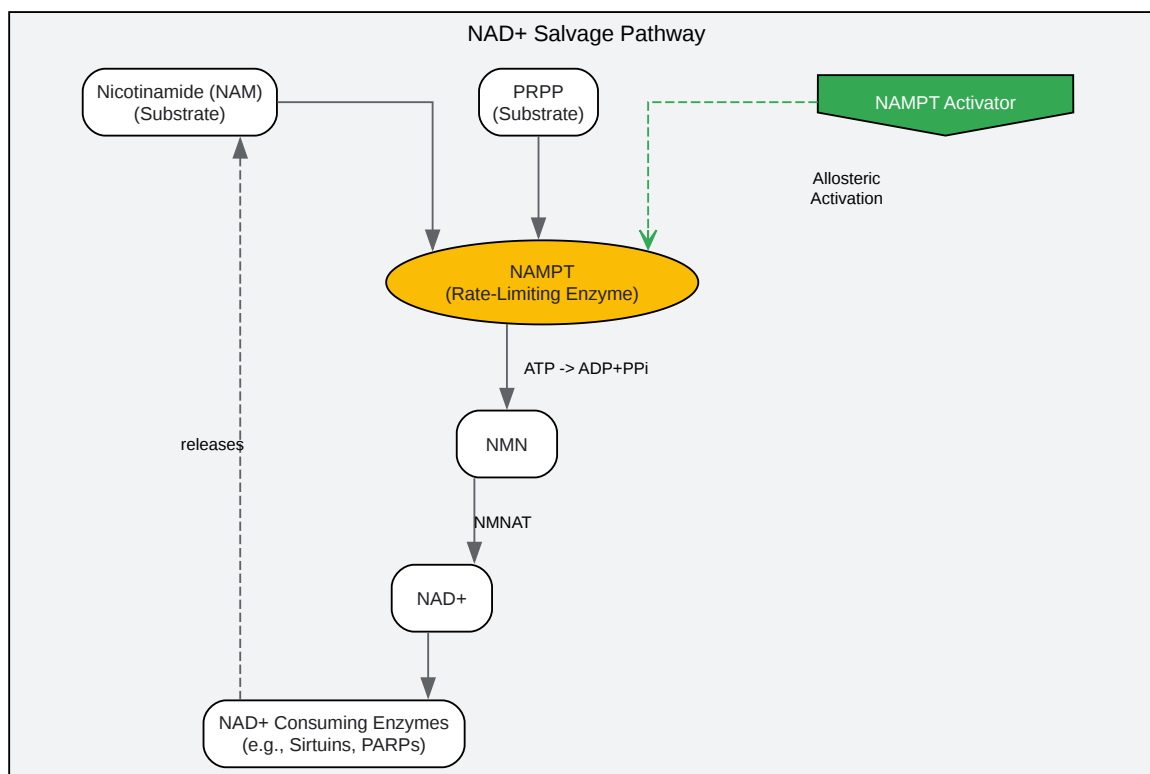 NAD+ Salvage Pathway
Nicotinamide (NAM)
(Substrate)
PRPP
(Substrate)
NAMPT Activator
Allosteric
Activation
NAMPT
(Rate-Limiting Enzyme)
ATP -> ADP+PPi
NMN
releases
NMNAT
NAD+
NAD+ Consuming Enzymes
(e.g., Sirtuins, PARPs)